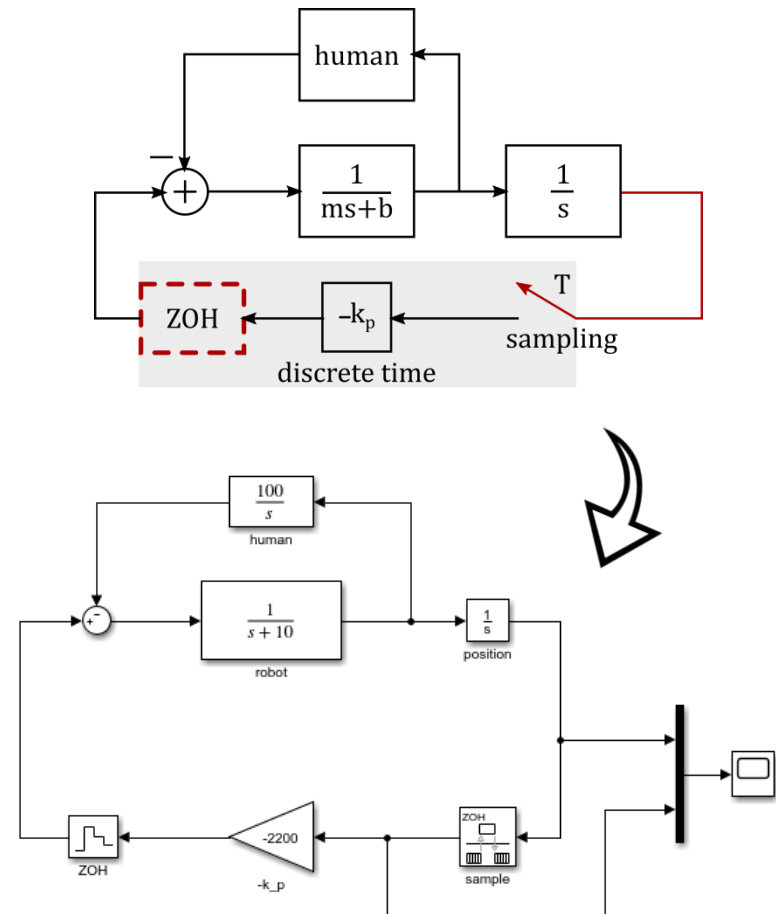 human
−
+
1
ms+b
1
s
T
ZOH
−kₚ
sampling
discrete time
100
s
human
−
+
1
s + 10
robot
1
s
position
ZOH
-2200
ZOH
-k_p
sample